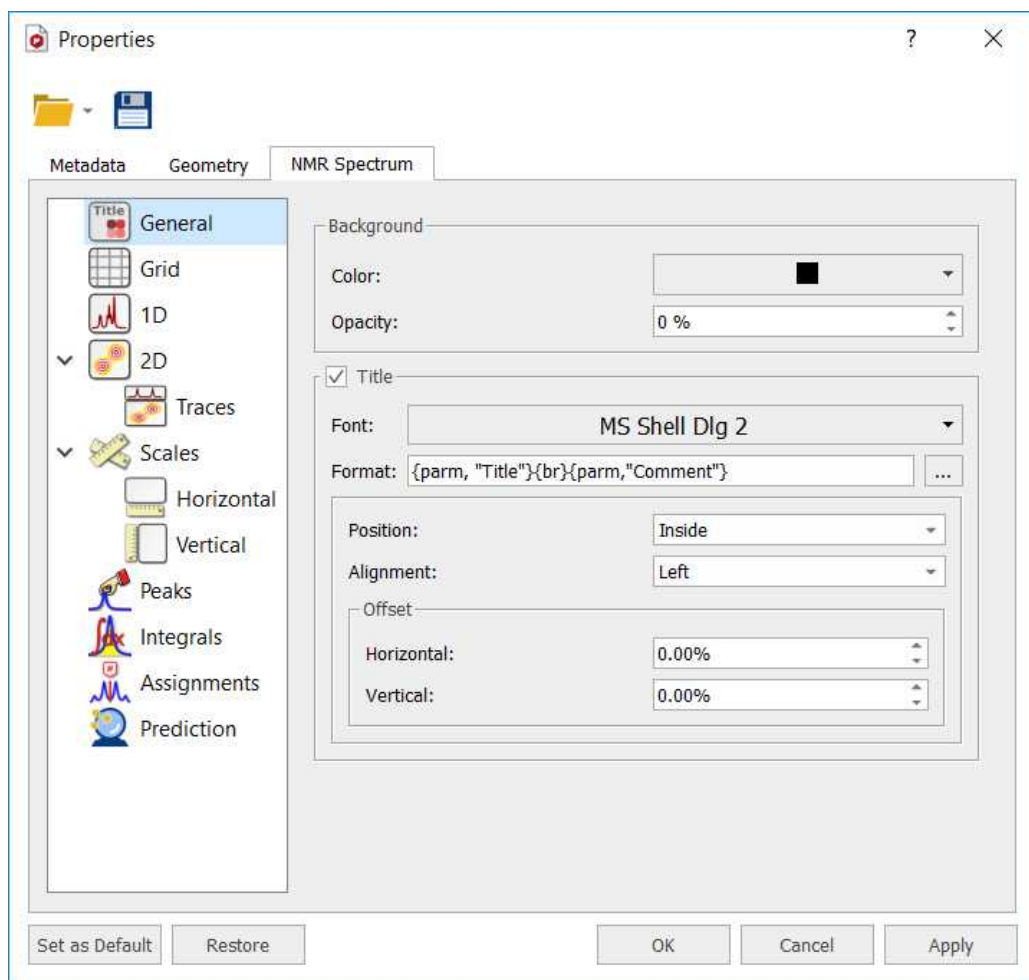 Properties
?
Metadata Geometry NMR Spectrum
Title
General
Grid
1D
2D
Traces
Scales
Horizontal
Vertical
Peaks
Integrals
Assignments
Prediction
Background
Color:
Opacity: 0 %
Title
Font: MS Shell Dlg 2
Format: {parm, "Title"}{br}{parm,"Comment"} ...
Position: Inside
Alignment: Left
Offset
Horizontal: 0.00%
Vertical: 0.00%
Set as Default Restore OK Cancel Apply